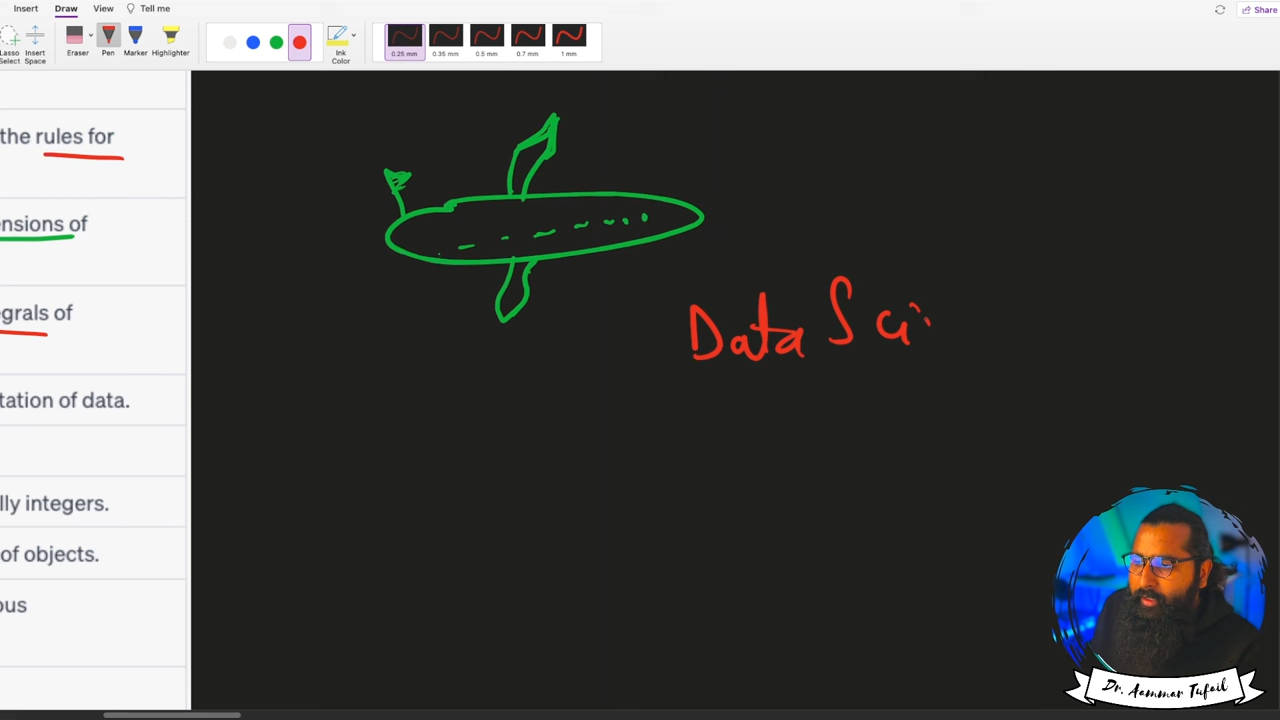 Insert Draw View Tell me
Share
Lasso Select
Insert Space
Eraser
Pen
Marker
Highlighter
Ink Color
0.25 mm 0.35 mm 0.5 mm 0.7 mm 1 mm
the rules for
ensions of
egrals of
tation of data.
lly integers.
of objects.
ous
Data Sci
Dr. Aammar Tufail